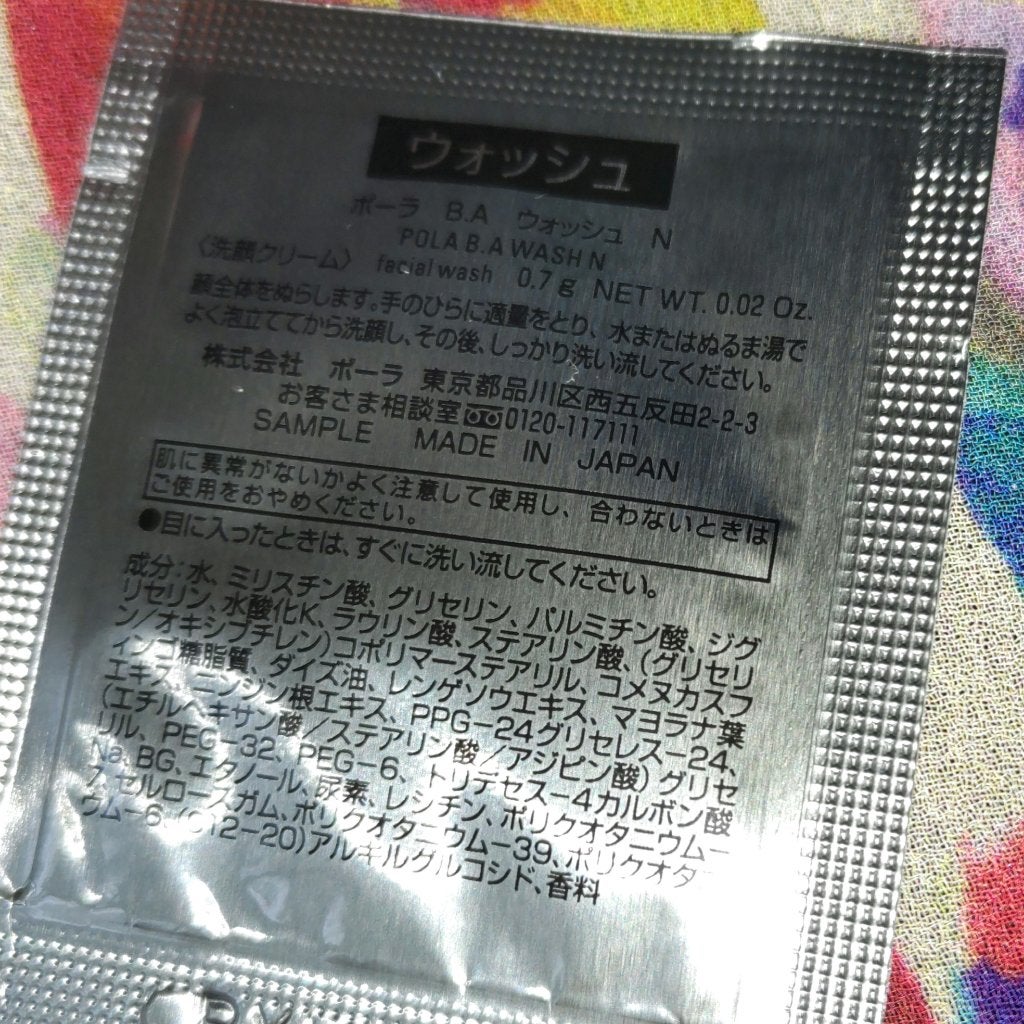 ウォッシュ
ポーラ B.A ウォッシュ N
POLA B.A WASH N
〈洗顔クリーム〉 facial wash 0.7 g NET WT. 0.02 Oz.
顔全体をぬらします。手のひらに適量をとり、水またはぬるま湯で
よく泡立ててから洗顔し、その後、しっかり洗い流してください。
株式会社 ポーラ 東京都品川区西五反田2-2-3
お客さま相談室 0120-117111
SAMPLE MADE IN JAPAN
肌に異常がないかよく注意して使用し、合わないときは
ご使用をおやめください。
●目に入ったときは、すぐに洗い流してください。
成分:水、ミリスチン酸、グリセリン、パルミチン酸、ジグ
リセリン、水酸化K、ラウリン酸、ステアリン酸、(グリセリ
ン/オキシブチレン)コポリマーステアリル、コメヌカスフ
ィンゴ糖脂質、ダイズ油、レンゲソウエキス、マヨラナ葉
エキス、ニンジン根エキス、PPG-24グリセレス-24、
(エチルヘキサン酸/ステアリン酸/アジピン酸)グリセ
リル、PEG-32、PEG-6、トリデセス-4カルボン酸
Na、BG、エタノール、尿素、レシチン、ポリクオタニウム-
7、セルロースガム、ポリクオタニウム-39、ポリクオタニ
ウム-6、(C12-20)アルキルグルコシド、香料